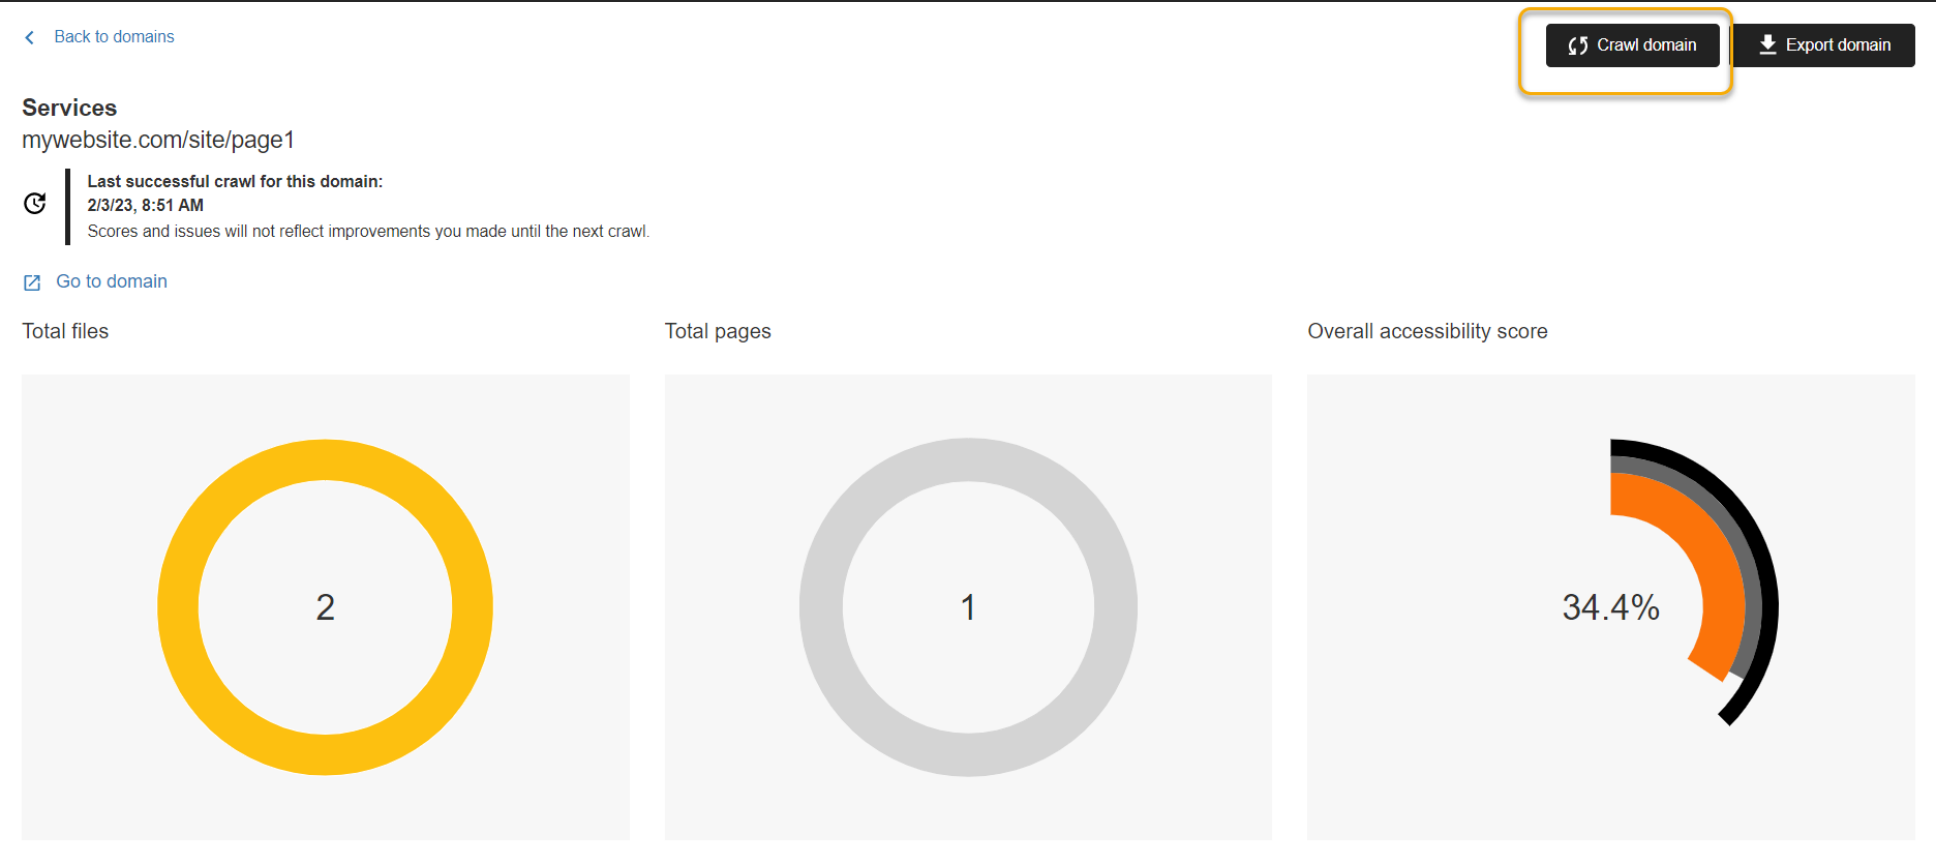 Back to domains
Crawl domain
Export domain
Services
mywebsite.com/site/page1
Last successful crawl for this domain:
2/3/23, 8:51 AM
Scores and issues will not reflect improvements you made until the next crawl.
Go to domain
Total files
Total pages
Overall accessibility score
2
1
34.4%